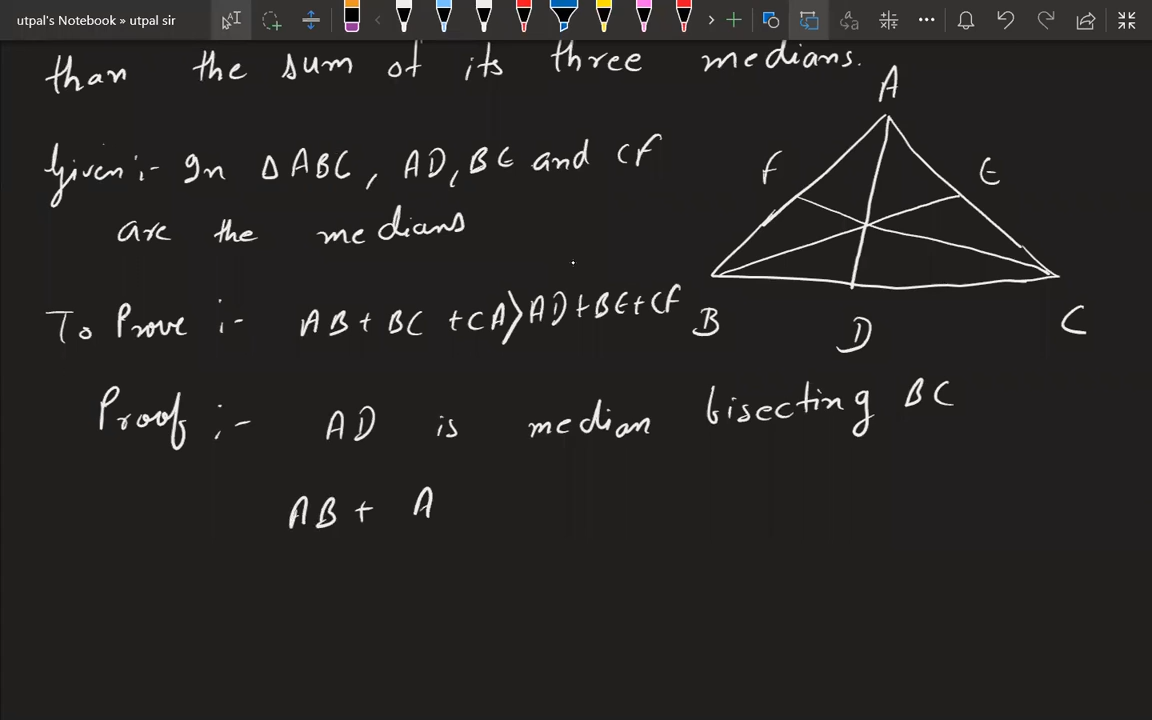 utpal's Notebook » utpal sir
than the sum of its three medians.
Given:- In Δ ABC, AD, BE and CF
are the medians
To Prove :- AB + BC + CA > AD + BE + CF
Proof :- AD is median bisecting BC
AB + A
A
F
E
B
D
C